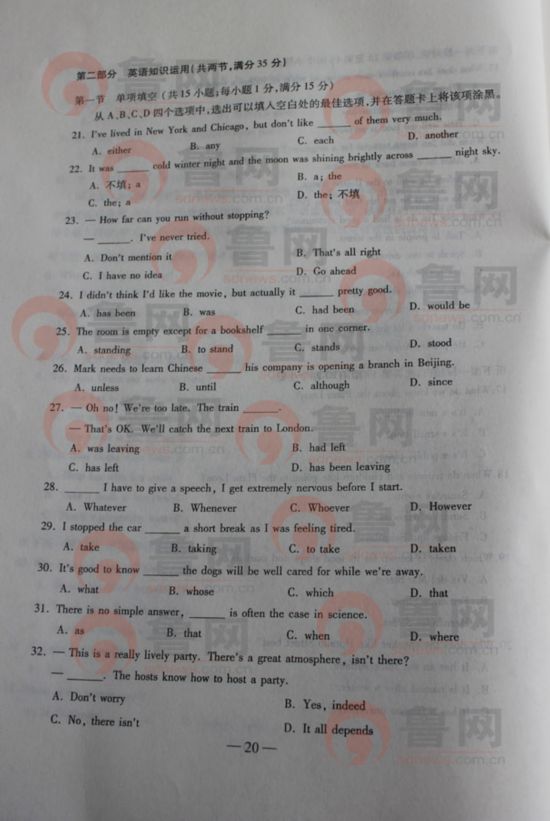 第二部分 英语知识运用(共两节,满分35分)
第一节 单项填空(共15小题;每小题1分,满分15分)
从A、B、C、D四个选项中,选出可以填入空白处的最佳选项,并在答题卡上将该项涂黑。
21. I've lived in New York and Chicago, but don't like ______ of them very much.
A. either B. any C. each D. another
22. It was ______ cold winter night and the moon was shining brightly across ______ night sky.
A. 不填; a B. a; the
C. the; a D. the; 不填
23. — How far can you run without stopping?
— ______. I've never tried.
A. Don't mention it B. That's all right
C. I have no idea D. Go ahead
24. I didn't think I'd like the movie, but actually it ______ pretty good.
A. has been B. was C. had been D. would be
25. The room is empty except for a bookshelf ______ in one corner.
A. standing B. to stand C. stands D. stood
26. Mark needs to learn Chinese ______ his company is opening a branch in Beijing.
A. unless B. until C. although D. since
27. — Oh no! We're too late. The train ______.
— That's OK. We'll catch the next train to London.
A. was leaving B. had left
C. has left D. has been leaving
28. ______ I have to give a speech, I get extremely nervous before I start.
A. Whatever B. Whenever C. Whoever D. However
29. I stopped the car ______ a short break as I was feeling tired.
A. take B. taking C. to take D. taken
30. It's good to know ______ the dogs will be well cared for while we're away.
A. what B. whose C. which D. that
31. There is no simple answer, ______ is often the case in science.
A. as B. that C. when D. where
32. — This is a really lively party. There's a great atmosphere, isn't there?
— ______. The hosts know how to host a party.
A. Don't worry B. Yes, indeed
C. No, there isn't D. It all depends
— 20 —
鲁网
sdnews.com.cn